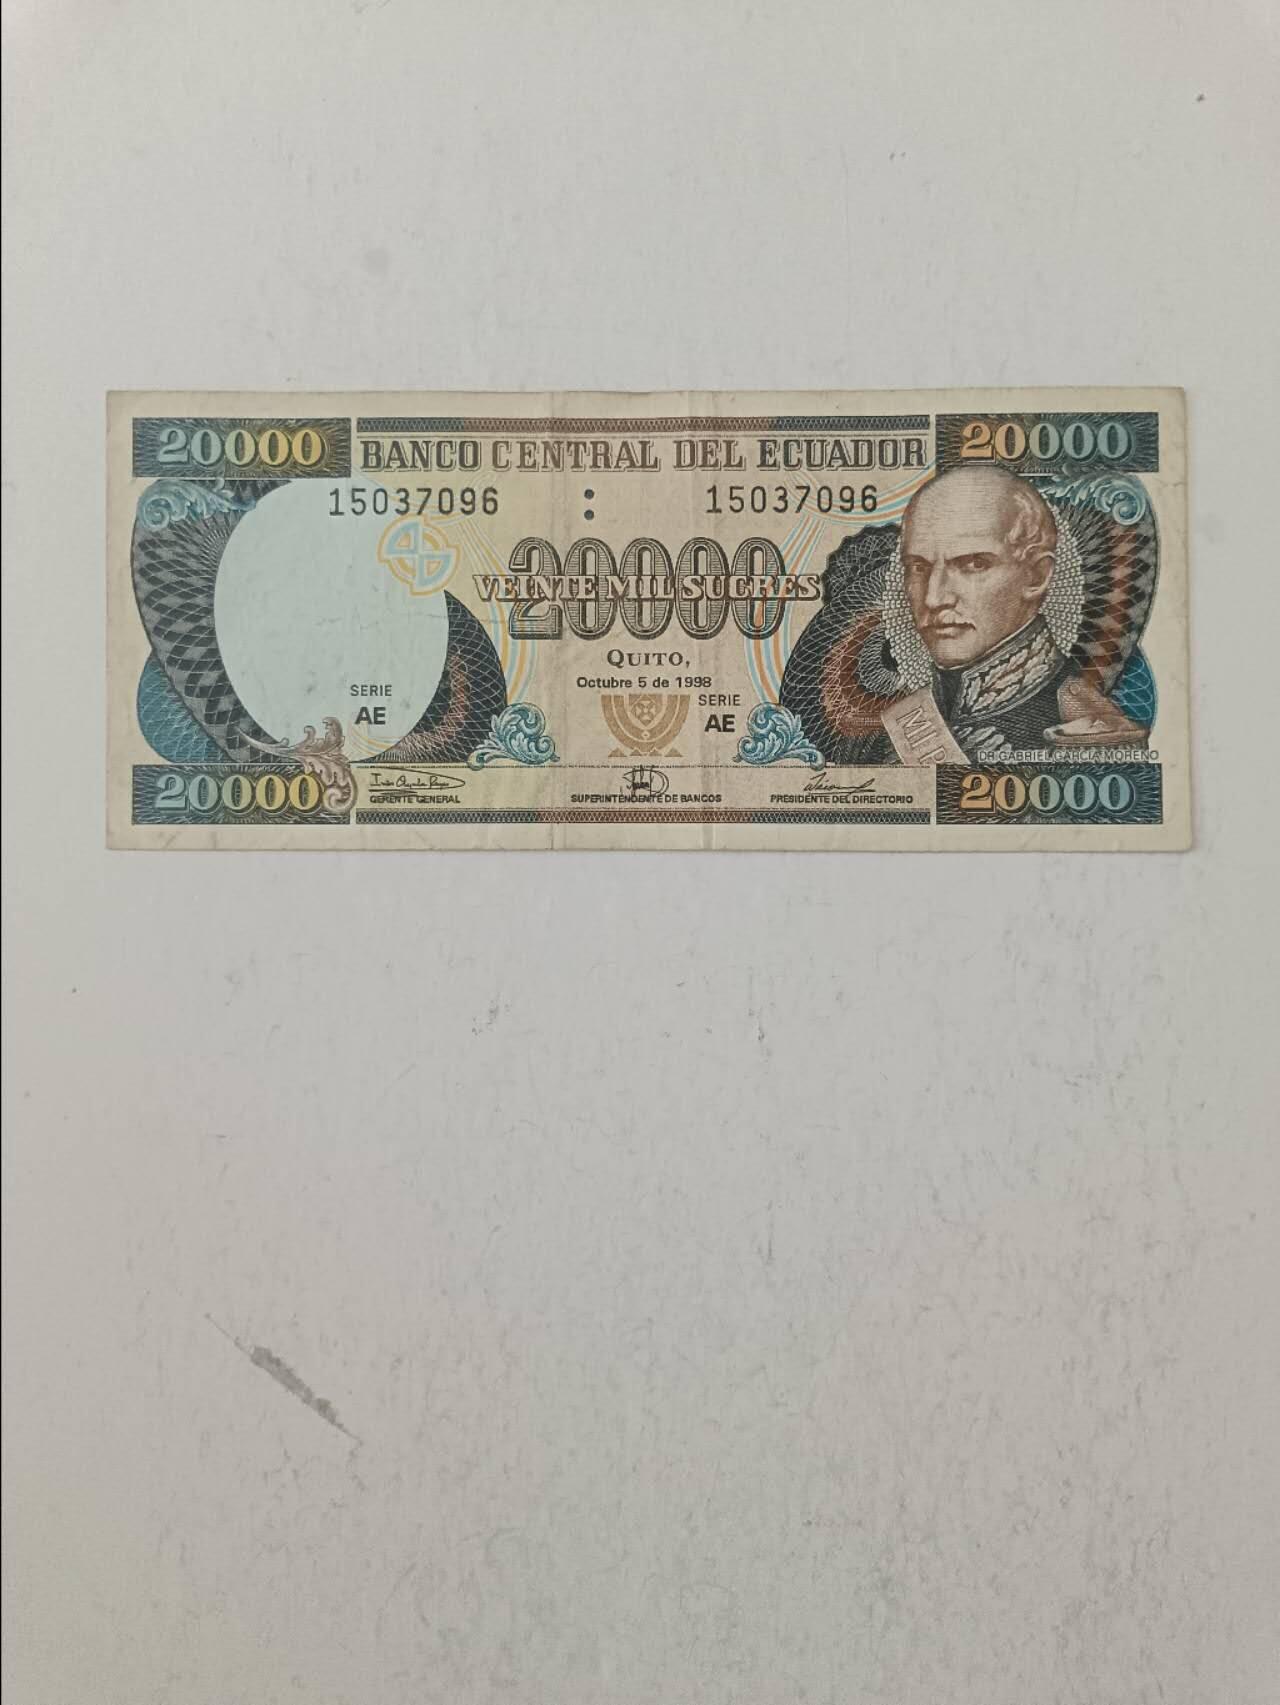 20000 BANCO CENTRAL DEL ECUADOR 20000
15037096 15037096
20000
VEINTE MIL SUCRES
QUITO,
Octubre 5 de 1998
SERIE SERIE
AE AE
MIL
DR. GABRIEL GARCIA MORENO
20000 20000
GERENTE GENERAL SUPERINTENDENTE DE BANCOS PRESIDENTE DEL DIRECTORIO